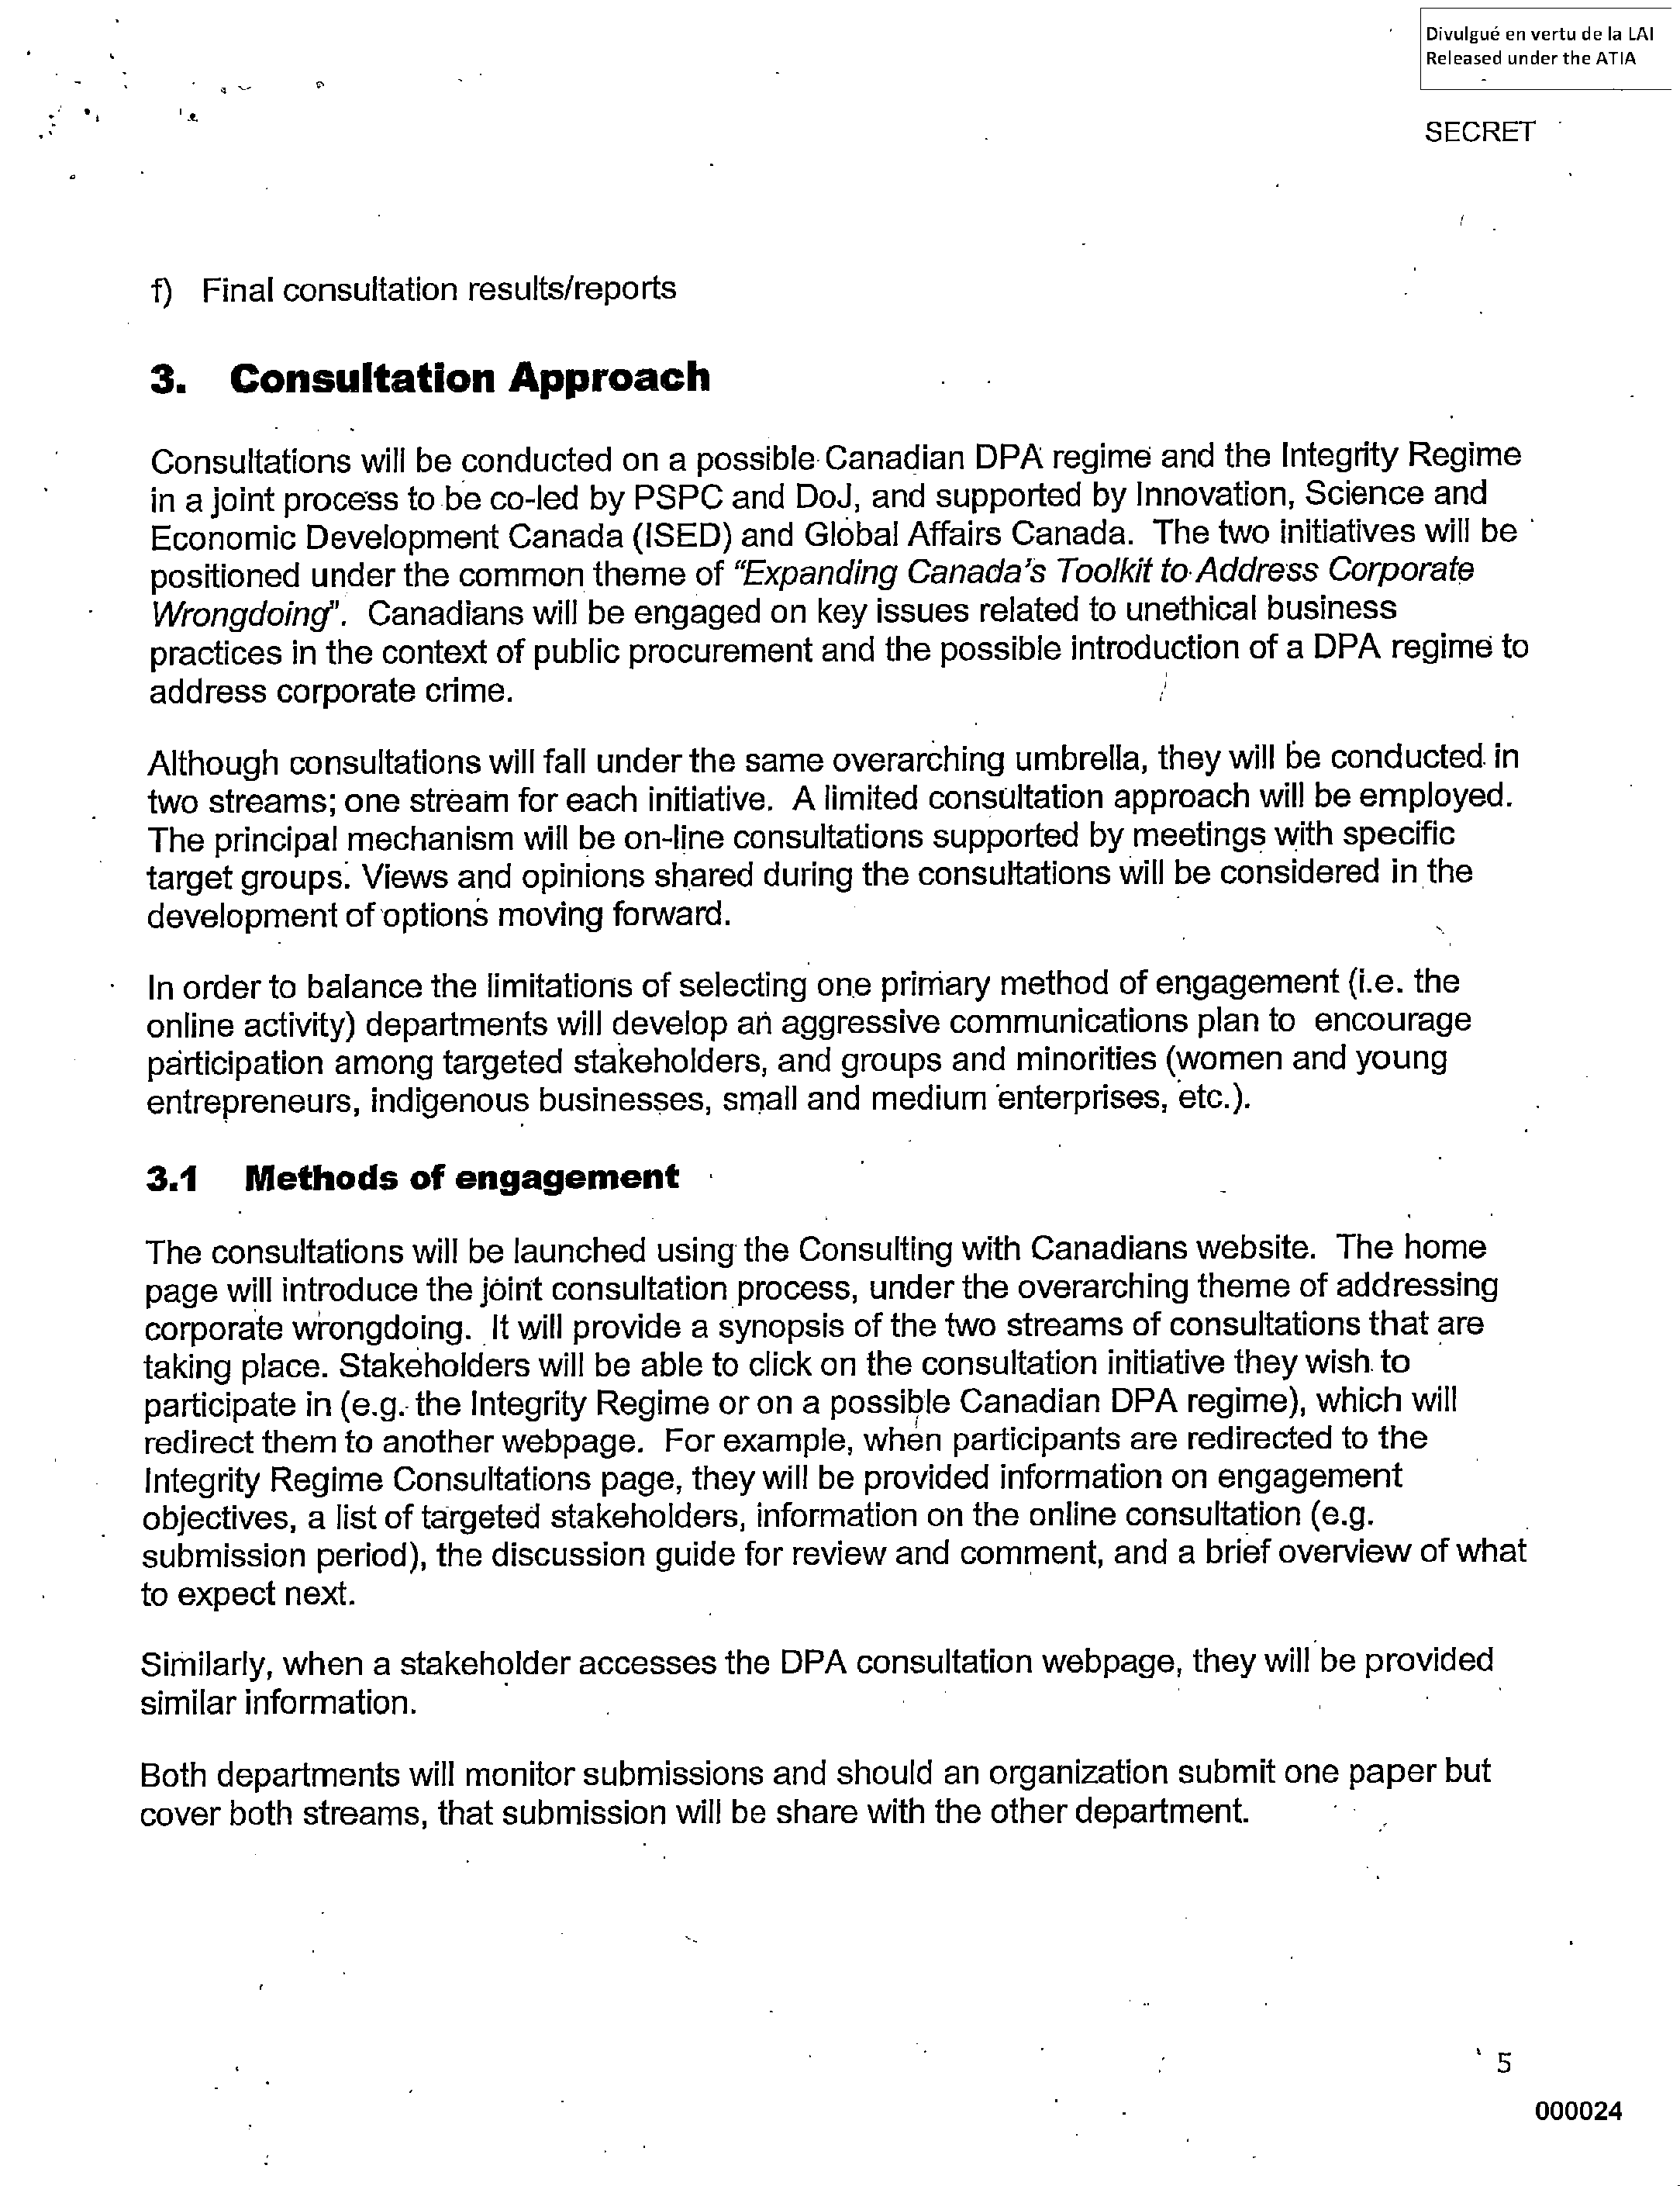 Divulgué en vertu de la LAI
Released under the ATIA
SECRET
f) Final consultation results/reports
3. Consultation Approach
Consultations will be conducted on a possible Canadian DPA regime and the Integrity Regime
in a joint process to be co-led by PSPC and DoJ, and supported by Innovation, Science and
Economic Development Canada (ISED) and Global Affairs Canada. The two initiatives will be
positioned under the common theme of "Expanding Canada's Toolkit to Address Corporate
Wrongdoing". Canadians will be engaged on key issues related to unethical business
practices in the context of public procurement and the possible introduction of a DPA regime to
address corporate crime.
Although consultations will fall under the same overarching umbrella, they will be conducted in
two streams; one stream for each initiative. A limited consultation approach will be employed.
The principal mechanism will be on-line consultations supported by meetings with specific
target groups. Views and opinions shared during the consultations will be considered in the
development of options moving forward.
In order to balance the limitations of selecting one primary method of engagement (i.e. the
online activity) departments will develop an aggressive communications plan to encourage
participation among targeted stakeholders, and groups and minorities (women and young
entrepreneurs, indigenous businesses, small and medium enterprises, etc.).
3.1 Methods of engagement
The consultations will be launched using the Consulting with Canadians website. The home
page will introduce the joint consultation process, under the overarching theme of addressing
corporate wrongdoing. It will provide a synopsis of the two streams of consultations that are
taking place. Stakeholders will be able to click on the consultation initiative they wish to
participate in (e.g. the Integrity Regime or on a possible Canadian DPA regime), which will
redirect them to another webpage. For example, when participants are redirected to the
Integrity Regime Consultations page, they will be provided information on engagement
objectives, a list of targeted stakeholders, information on the online consultation (e.g.
submission period), the discussion guide for review and comment, and a brief overview of what
to expect next.
Similarly, when a stakeholder accesses the DPA consultation webpage, they will be provided
similar information.
Both departments will monitor submissions and should an organization submit one paper but
cover both streams, that submission will be share with the other department.
5
000024